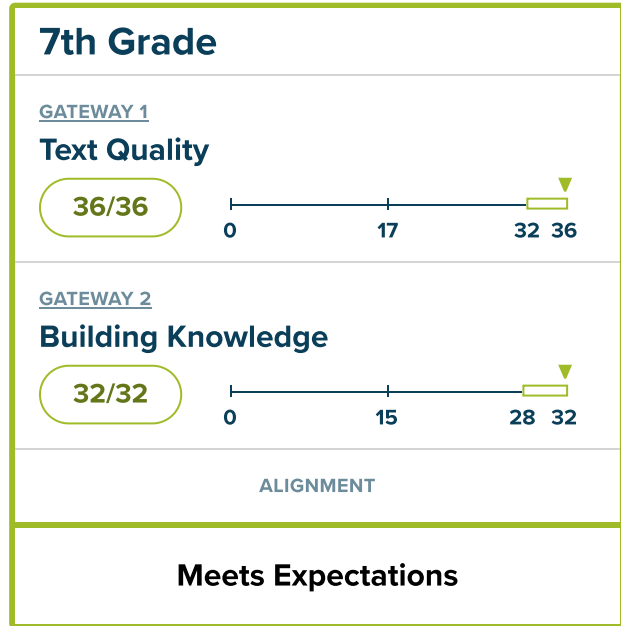 7th Grade
GATEWAY 1
Text Quality
36/36
0 17 32 36
GATEWAY 2
Building Knowledge
32/32
0 15 28 32
ALIGNMENT
Meets Expectations